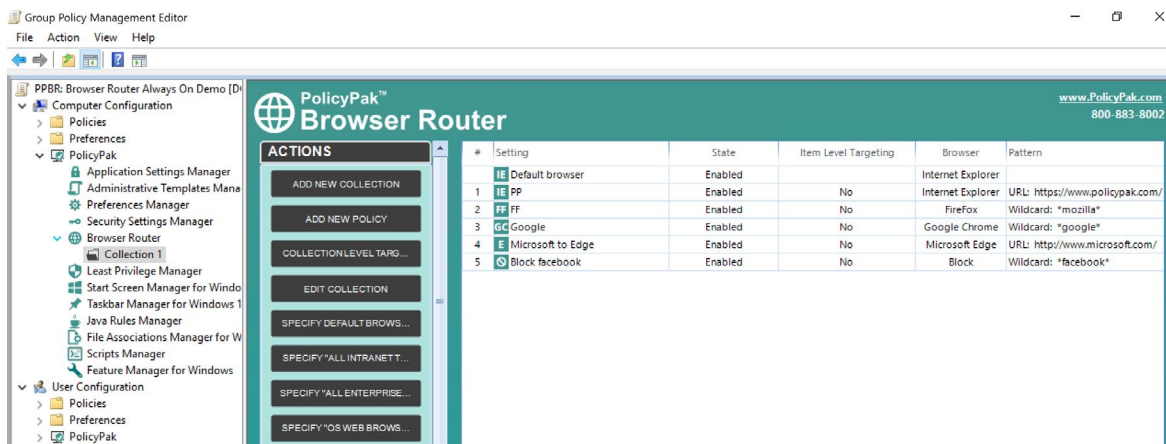 Group Policy Management Editor
File Action View Help
PPBR: Browser Router Always On Demo [D
Computer Configuration
Policies
Preferences
PolicyPak
Application Settings Manager
Administrative Templates Mana
Preferences Manager
Security Settings Manager
Browser Router
Collection 1
Least Privilege Manager
Start Screen Manager for Windo
Taskbar Manager for Windows 1
Java Rules Manager
File Associations Manager for W
Scripts Manager
Feature Manager for Windows
User Configuration
Policies
Preferences
PolicyPak
PolicyPak™
Browser Router
www.PolicyPak.com
800-883-8002
ACTIONS
ADD NEW COLLECTION
ADD NEW POLICY
COLLECTION LEVEL TARG...
EDIT COLLECTION
SPECIFY DEFAULT BROWS...
SPECIFY "ALL INTRANET T...
SPECIFY "ALL ENTERPRISE...
SPECIFY "OS WEB BROWS...
# Setting State Item Level Targeting Browser Pattern
IE Default browser Enabled Internet Explorer
1 IE PP Enabled No Internet Explorer URL: https://www.policypak.com/
2 FF FF Enabled No FireFox Wildcard: *mozilla*
3 GC Google Enabled No Google Chrome Wildcard: *google*
4 E Microsoft to Edge Enabled No Microsoft Edge URL: http://www.microsoft.com/
5 Block facebook Enabled No Block Wildcard: *facebook*